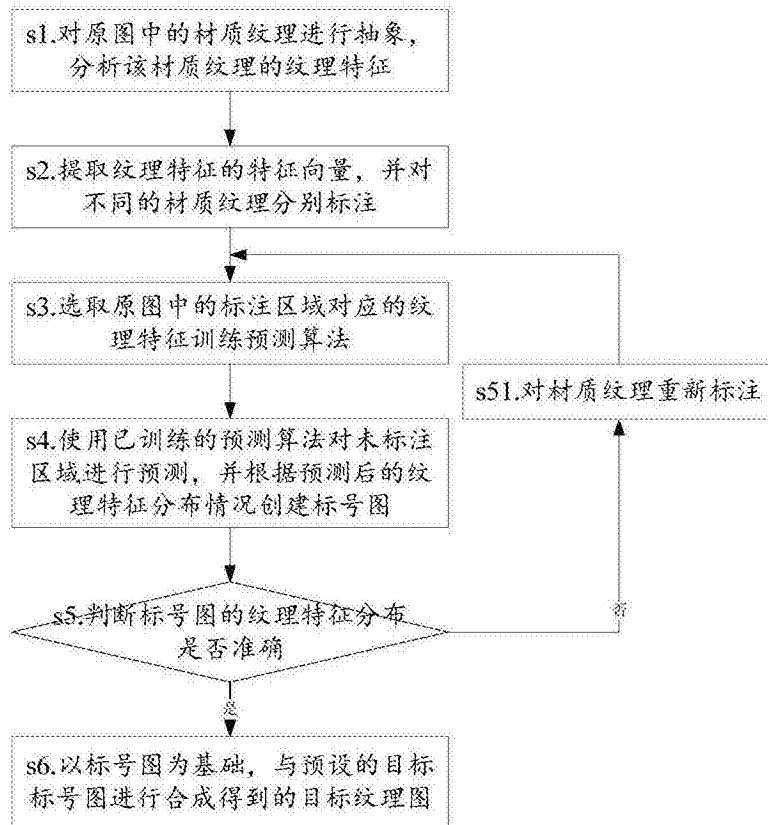 s1.对原图中的材质纹理进行抽象，
分析该材质纹理的纹理特征
s2.提取纹理特征的特征向量，并对
不同的材质纹理分别标注
s3.选取原图中的标注区域对应的纹
理特征训练预测算法
s51.对材质纹理重新标注
s4.使用已训练的预测算法对未标注
区域进行预测，并根据预测后的纹
理特征分布情况创建标号图
s5.判断标号图的纹理特征分布
是否准确
否
是
s6.以标号图为基础，与预设的目标
标号图进行合成得到的目标纹理图